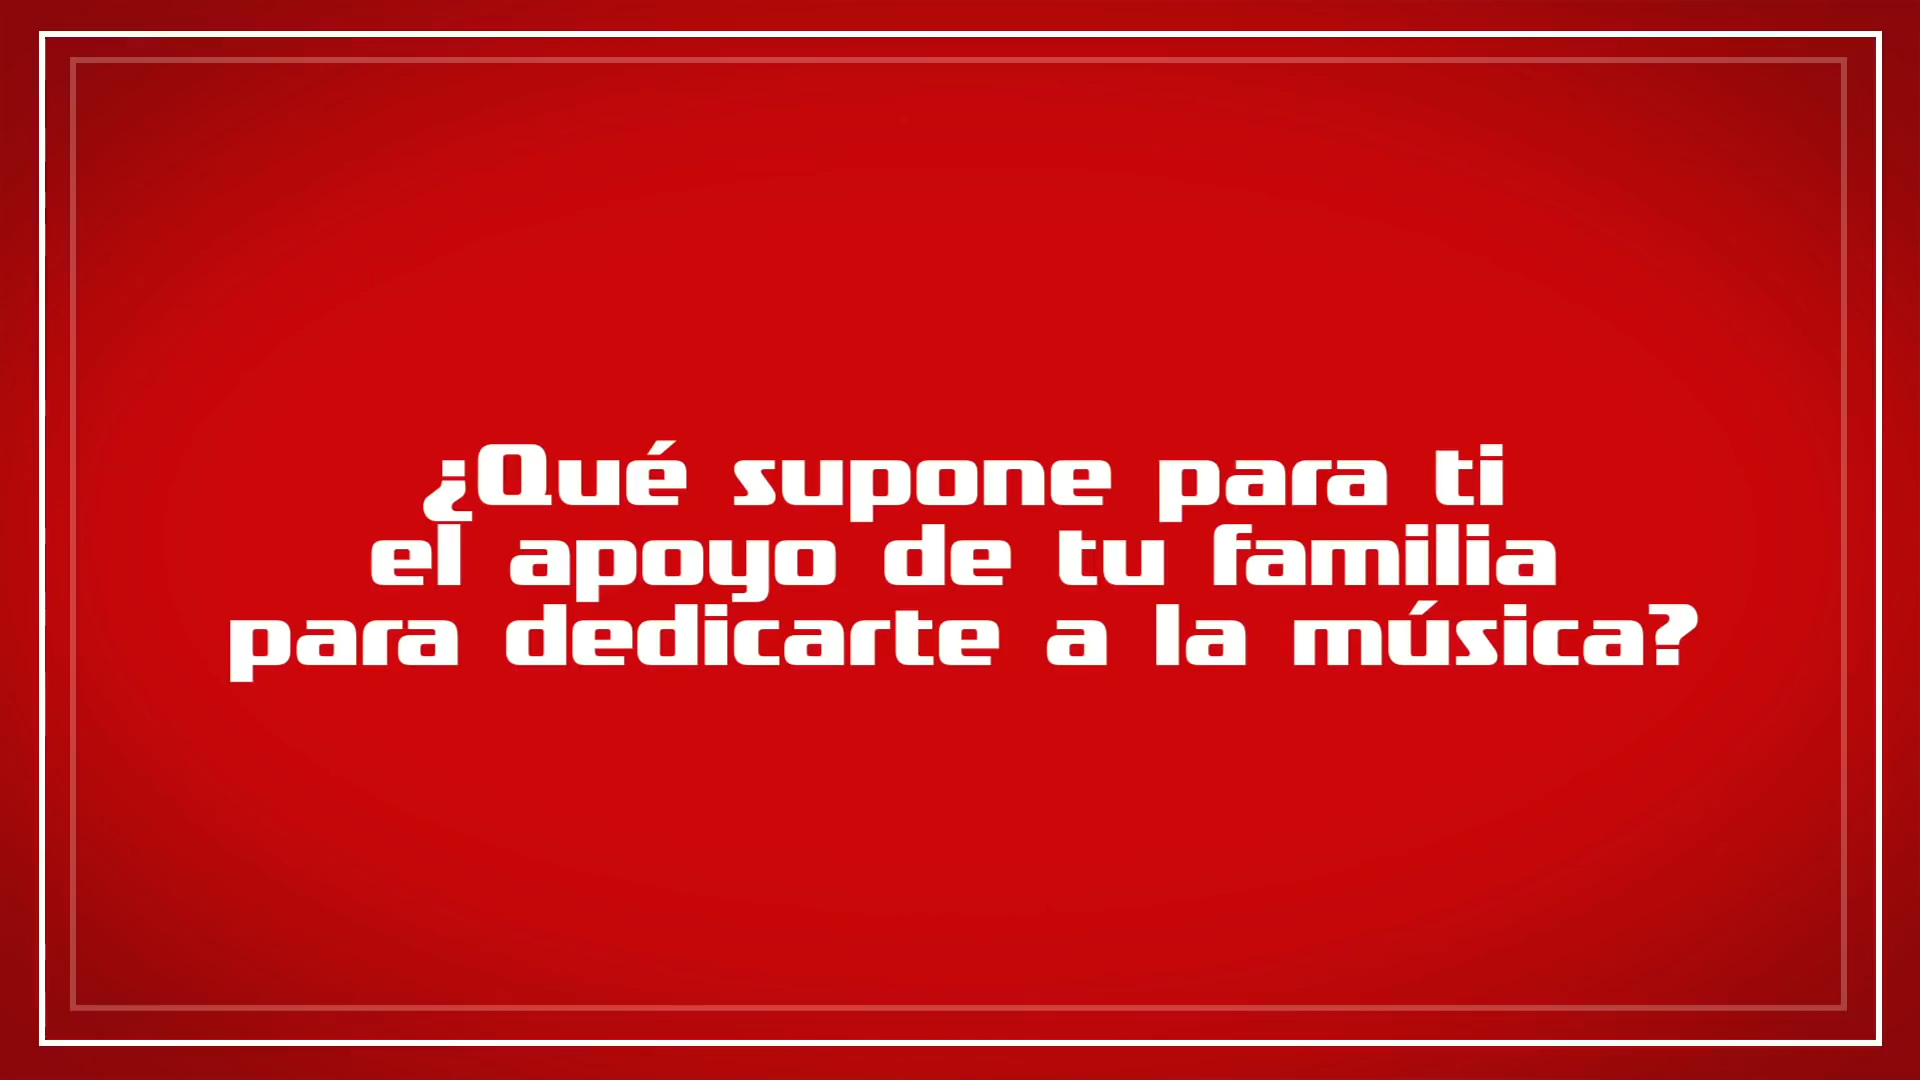 ¿Qué supone para ti
el apoyo de tu familia
para dedicarte a la música?